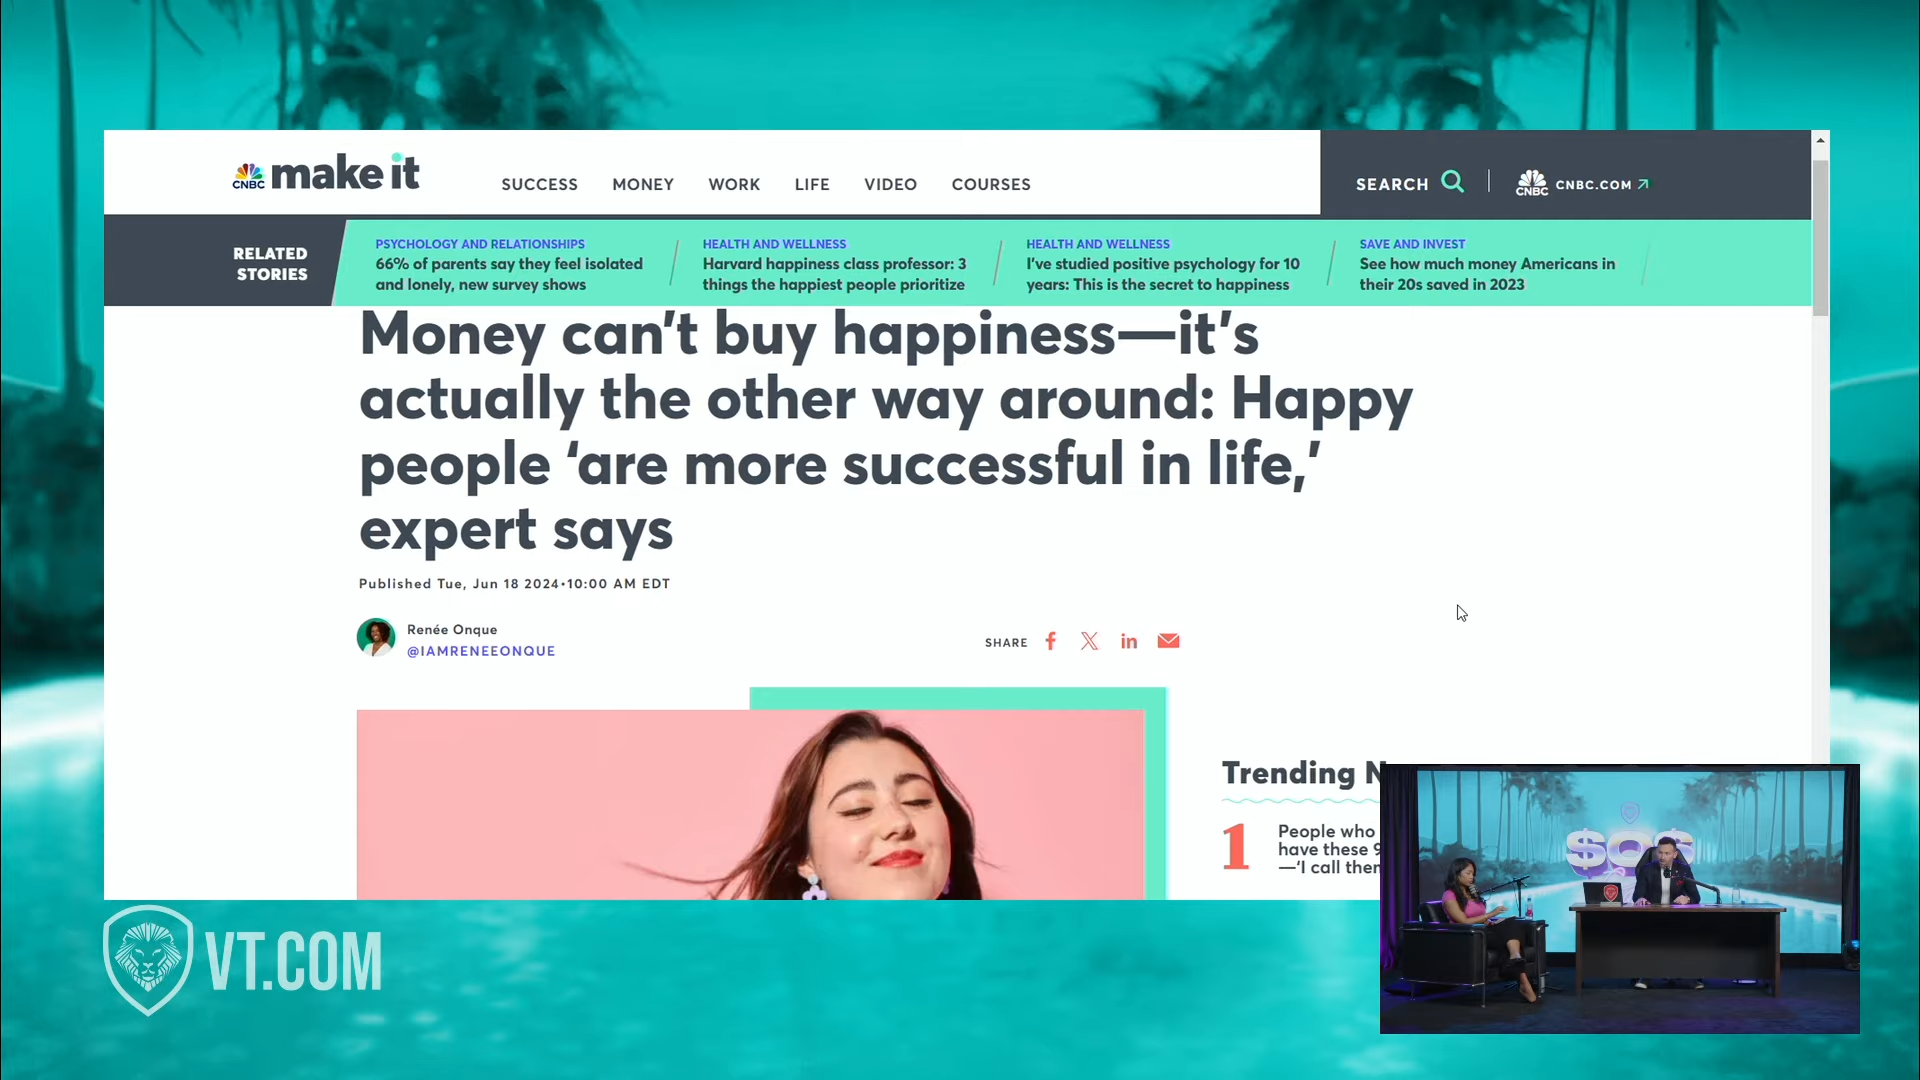 CNBC make it
SUCCESS MONEY WORK LIFE VIDEO COURSES
SEARCH
CNBC CNBC.COM
RELATED
STORIES
PSYCHOLOGY AND RELATIONSHIPS
66% of parents say they feel isolated
and lonely, new survey shows
HEALTH AND WELLNESS
Harvard happiness class professor: 3
things the happiest people prioritize
HEALTH AND WELLNESS
I've studied positive psychology for 10
years: This is the secret to happiness
SAVE AND INVEST
See how much money Americans in
their 20s saved in 2023
Money can't buy happiness—it's
actually the other way around: Happy
people ‘are more successful in life,’
expert says
Published Tue, Jun 18 2024•10:00 AM EDT
Renée Onque
@IAMRENEEONQUE
SHARE
Trending N
1
People who
have these 9
—‘I call then
$OS
VT.COM